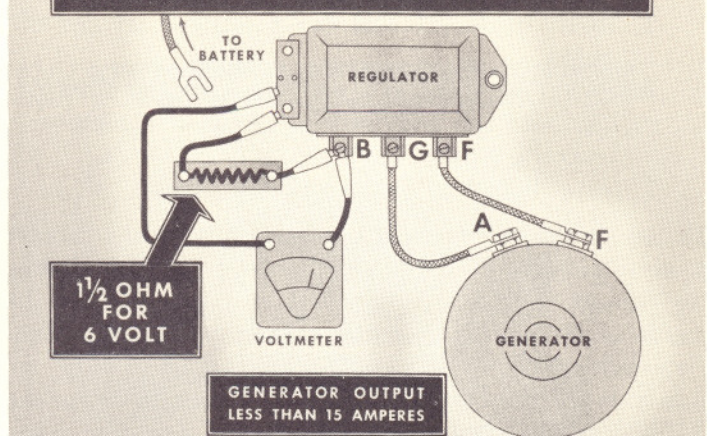 TO
BATTERY
REGULATOR
B
G
F
A
F
1½ OHM
FOR
6 VOLT
VOLTMETER
GENERATOR
GENERATOR OUTPUT
LESS THAN 15 AMPERES